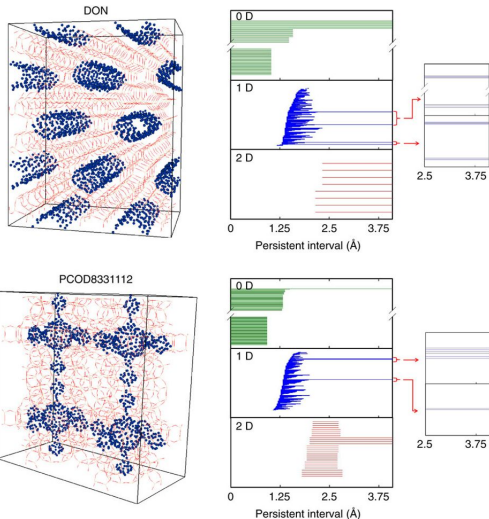 DON
0 D
1 D
2 D
0 1.25 2.5 3.75
Persistent interval (Å)
2.5 3.75
PCOD8331112
0 D
1 D
2 D
0 1.25 2.5 3.75
Persistent interval (Å)
2.5 3.75